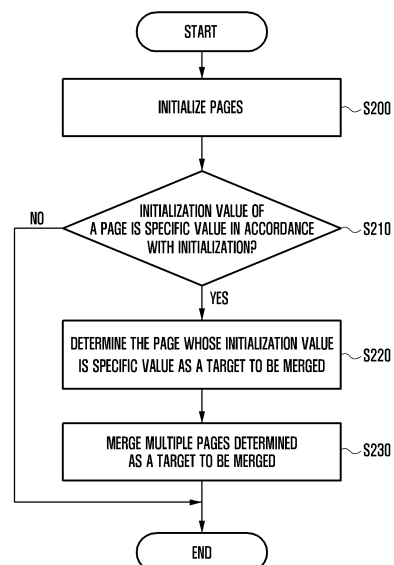 START
INITIALIZE PAGES
S200
INITIALIZATION VALUE OF
A PAGE IS SPECIFIC VALUE IN ACCORDANCE
WITH INITIALIZATION?
S210
NO
YES
DETERMINE THE PAGE WHOSE INITIALIZATION VALUE
IS SPECIFIC VALUE AS A TARGET TO BE MERGED
S220
MERGE MULTIPLE PAGES DETERMINED
AS A TARGET TO BE MERGED
S230
END